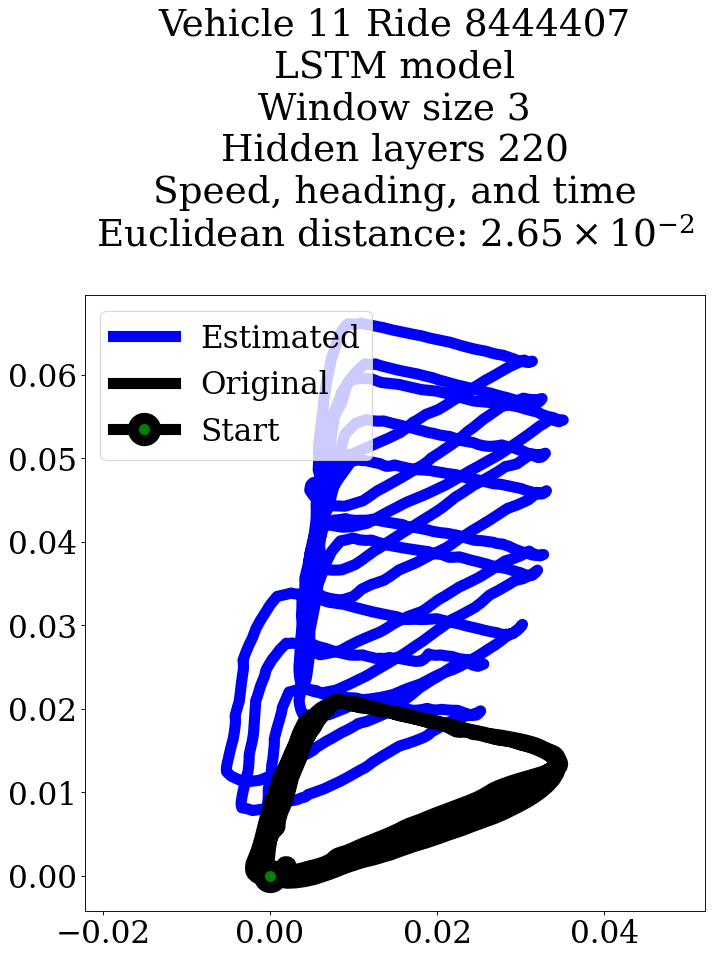 Vehicle 11 Ride 8444407
LSTM model
Window size 3
Hidden layers 220
Speed, heading, and time
Euclidean distance: 2.65 × 10⁻²
Estimated
Original
Start
0.06
0.05
0.04
0.03
0.02
0.01
0.00
−0.02 0.00 0.02 0.04